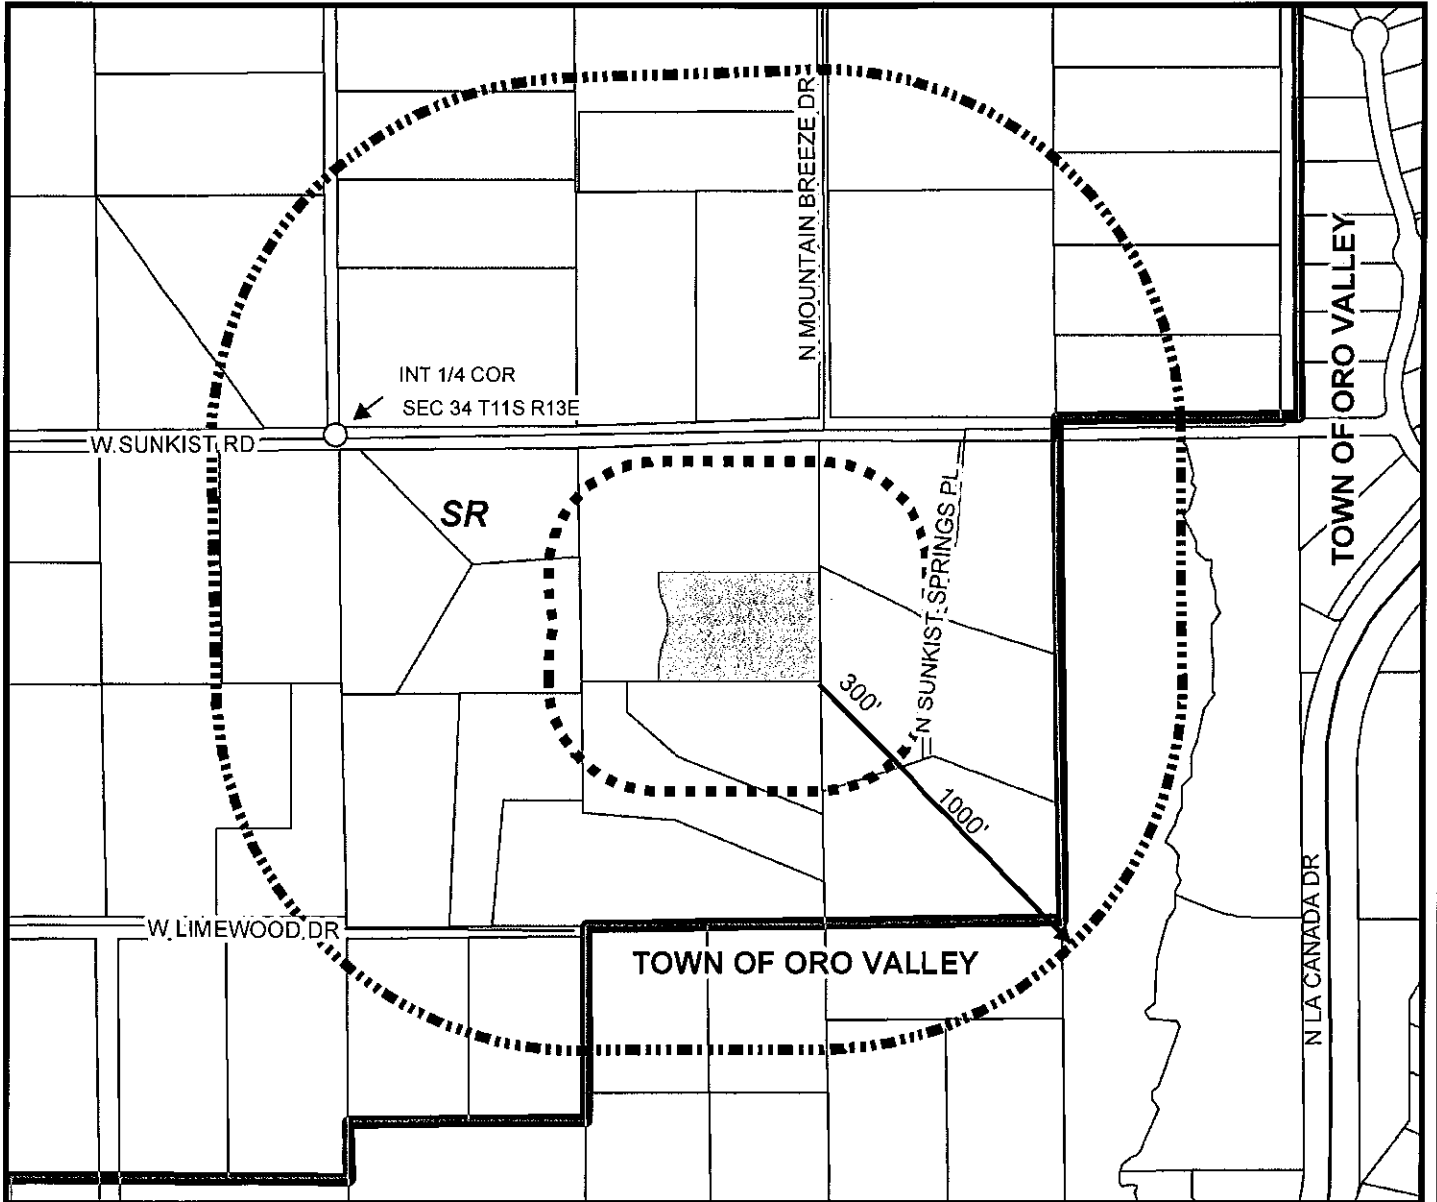 N MOUNTAIN BREEZE DR
TOWN OF ORO VALLEY
INT 1/4 COR
SEC 34 T11S R13E
W SUNKIST RD
SR
N SUNKIST SPRINGS PL
300'
1000'
W LIMEWOOD DR
TOWN OF ORO VALLEY
N LA CANADA DR